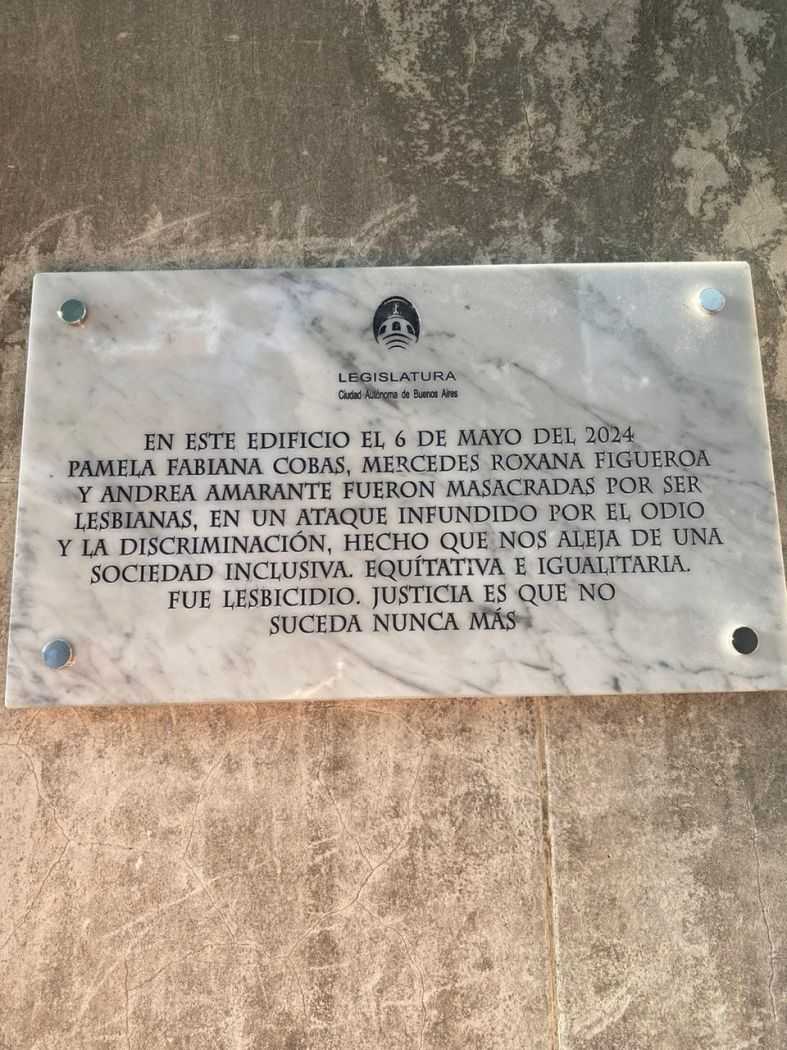 LEGISLATURA
Ciudad Autónoma de Buenos Aires
EN ESTE EDIFICIO EL 6 DE MAYO DEL 2024
PAMELA FABIANA COBAS, MERCEDES ROXANA FIGUEROA
Y ANDREA AMARANTE FUERON MASACRADAS POR SER
LESBIANAS, EN UN ATAQUE INFUNDIDO POR EL ODIO
Y LA DISCRIMINACIÓN, HECHO QUE NOS ALEJA DE UNA
SOCIEDAD INCLUSIVA. EQUÍTATIVA E IGUALITARIA.
FUE LESBICIDIO. JUSTICIA ES QUE NO
SUCEDA NUNCA MÁS